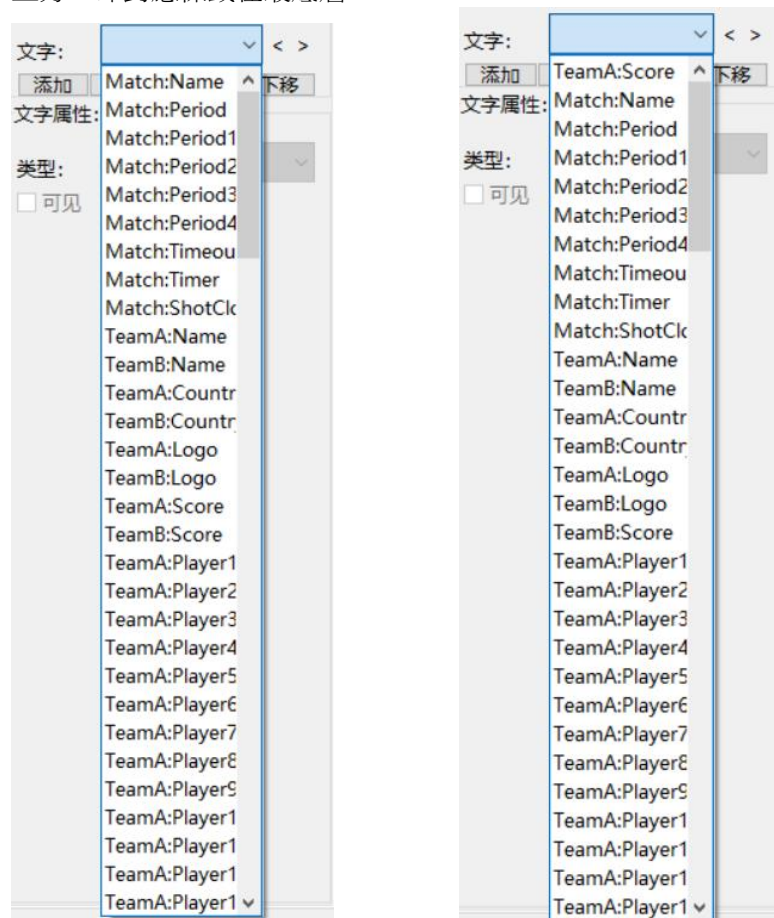 文字:
< >
添加
下移
Match:Name
Match:Period
文字属性:
Match:Period1
Match:Period2
类型:
Match:Period3
可见
Match:Period4
Match:Timeou
Match:Timer
Match:ShotClo
TeamA:Name
TeamB:Name
TeamA:Countr
TeamB:Countr
TeamA:Logo
TeamB:Logo
TeamA:Score
TeamB:Score
TeamA:Player1
TeamA:Player2
TeamA:Player3
TeamA:Player4
TeamA:Player5
TeamA:Player6
TeamA:Player7
TeamA:Player8
TeamA:Player9
TeamA:Player1
TeamA:Player1
TeamA:Player1
TeamA:Player1
文字:
< >
添加
下移
TeamA:Score
文字属性:
Match:Name
Match:Period
类型:
Match:Period1
可见
Match:Period2
Match:Period3
Match:Period4
Match:Timeou
Match:Timer
Match:ShotClo
TeamA:Name
TeamB:Name
TeamA:Countr
TeamB:Countr
TeamA:Logo
TeamB:Logo
TeamB:Score
TeamA:Player1
TeamA:Player2
TeamA:Player3
TeamA:Player4
TeamA:Player5
TeamA:Player6
TeamA:Player7
TeamA:Player8
TeamA:Player9
TeamA:Player1
TeamA:Player1
TeamA:Player1
TeamA:Player1